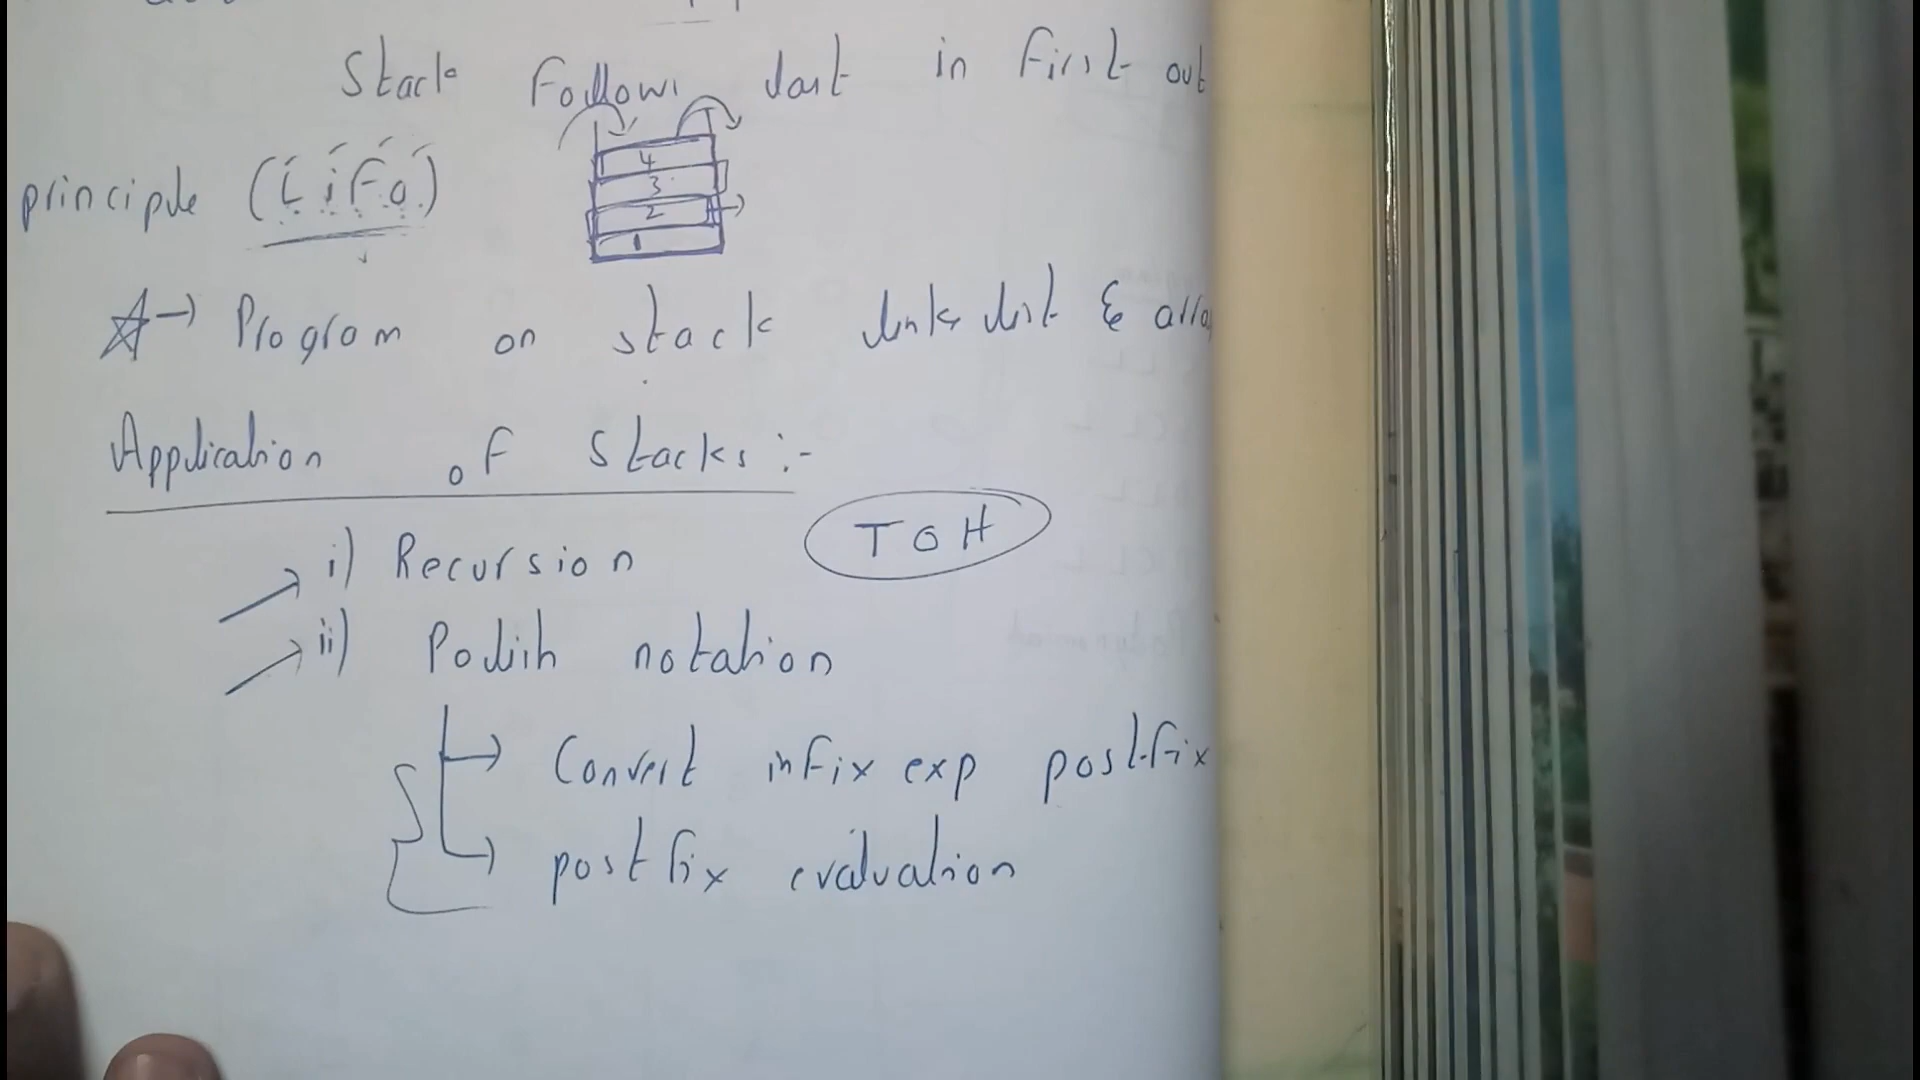 Stack Follows last in First out
4
3
2
1
principle (LiFo)
→ Program on stack link list & arra
Application of Stacks :-
TOH
i) Recursion
ii) Polish notation
→ Convert infix exp postfix
→ postfix evaluation